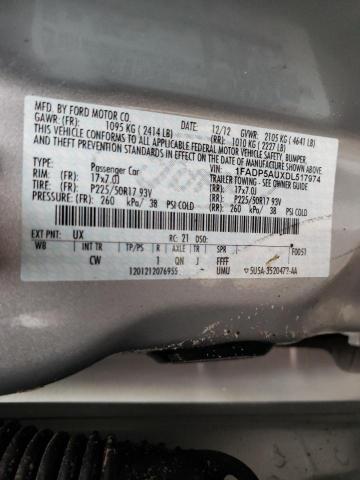 MFD. BY FORD MOTOR CO.
DATE: 12/12 GVWR: 2105 KG ( 4641 LB)
GAWR: (FR): 1095 KG ( 2414 LB) (RR): 1010 KG ( 2227 LB)
THIS VEHICLE CONFORMS TO ALL APPLICABLE FEDERAL MOTOR VEHICLE SAFETY, BUMPER,
AND THEFT PREVENTION STANDARDS IN EFFECT ON THE DATE OF MANUFACTURE SHOWN ABOVE.
VIN: 1FADP5AUXDL517974
TYPE: Passenger Car TRAILER TOWING-SEE OWNER GUIDE
RIM: (FR) 17x7.0J (RR) 17x7.0J
TIRE: (FR) P225/50R17 93V (RR) P225/50R17 93V
PRESSURE: (FR) 260 kPa/ 38 PSI COLD (RR) 260 kPa/ 38 PSI COLD
EXT PNT: UX RC: 21 DSO:
WB INT TR TP/PS R AXLE TR SPR F0051
CW 1 QN J FFFF
1201212076955 UMU